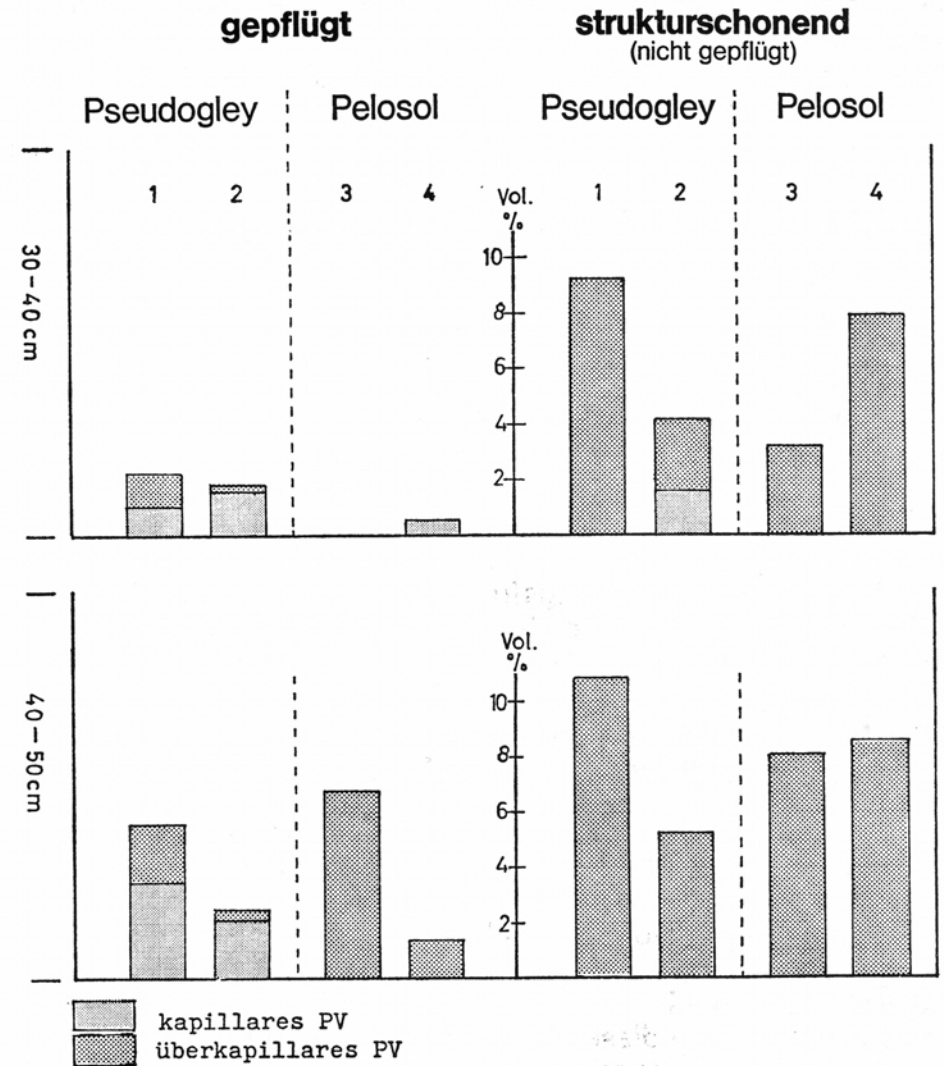 gepflügt
strukturschonend
(nicht gepflügt)
Pseudogley Pelosol Pseudogley Pelosol
30-40 cm
1 2 3 4
Vol.
%
1 2 3 4
10
8
6
4
2
40-50cm
Vol.
%
10
8
6
4
2
kapillares PV
überkapillares PV